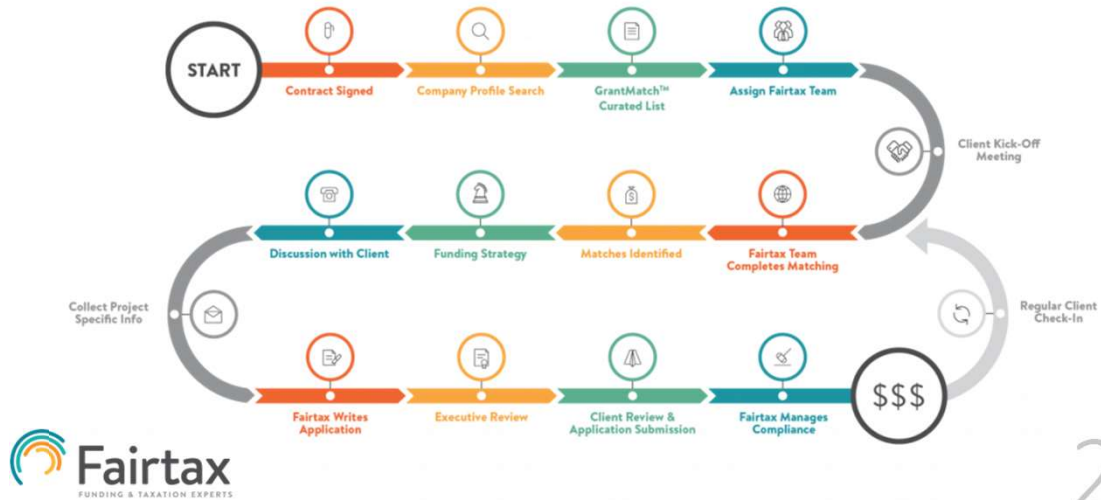 START
Contract Signed
Company Profile Search
GrantMatch™
Curated List
Assign Fairtax Team
Client Kick-Off
Meeting
Fairtax Team
Completes Matching
Matches Identified
$
Funding Strategy
Discussion with Client
Collect Project
Specific Info
Fairtax Writes
Application
Executive Review
Client Review &
Application Submission
Fairtax Manages
Compliance
$$$
Regular Client
Check-In
Fairtax
FUNDING & TAXATION EXPERTS
2